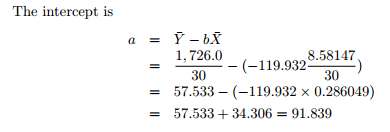 The intercept is
a = Ȳ − bX̄
= 1,726.0/30 − (−119.932 8.58147/30)
= 57.533 − (−119.932 × 0.286049)
= 57.533 + 34.306 = 91.839